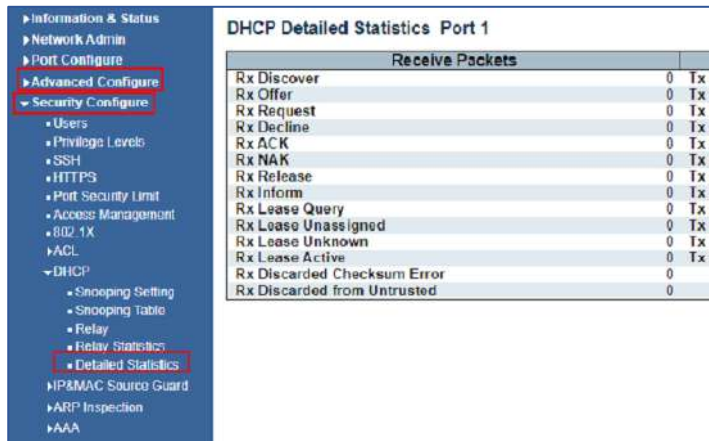 Information & Status
Network Admin
Port Configure
Advanced Configure
Security Configure
Users
Privilege Levels
SSH
HTTPS
Port Security Limit
Access Management
802.1X
ACL
DHCP
Snooping Setting
Snooping Table
Relay
Relay Statistics
Detailed Statistics
IP&MAC Source Guard
ARP Inspection
AAA
DHCP Detailed Statistics Port 1
Receive Packets
Rx Discover 0 Tx
Rx Offer 0 Tx
Rx Request 0 Tx
Rx Decline 0 Tx
Rx ACK 0 Tx
Rx NAK 0 Tx
Rx Release 0 Tx
Rx Inform 0 Tx
Rx Lease Query 0 Tx
Rx Lease Unassigned 0 Tx
Rx Lease Unknown 0 Tx
Rx Lease Active 0 Tx
Rx Discarded Checksum Error 0
Rx Discarded from Untrusted 0